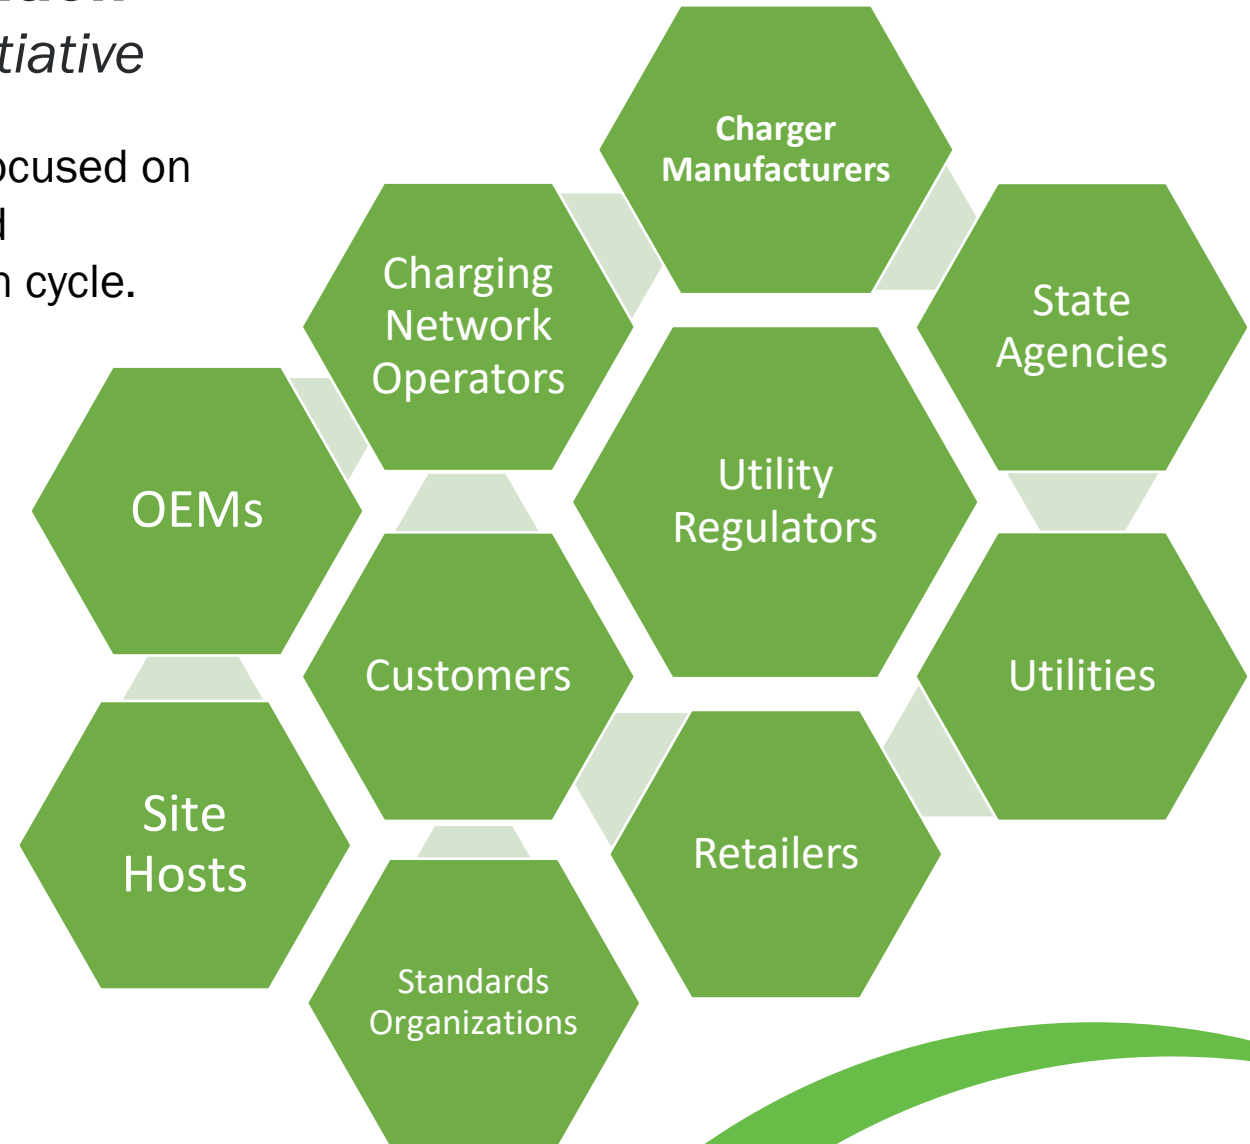 tiative
ocused on
n cycle.
Charger
Manufacturers
Charging
Network
Operators
State
Agencies
OEMs
Utility
Regulators
Customers
Utilities
Site
Hosts
Retailers
Standards
Organizations